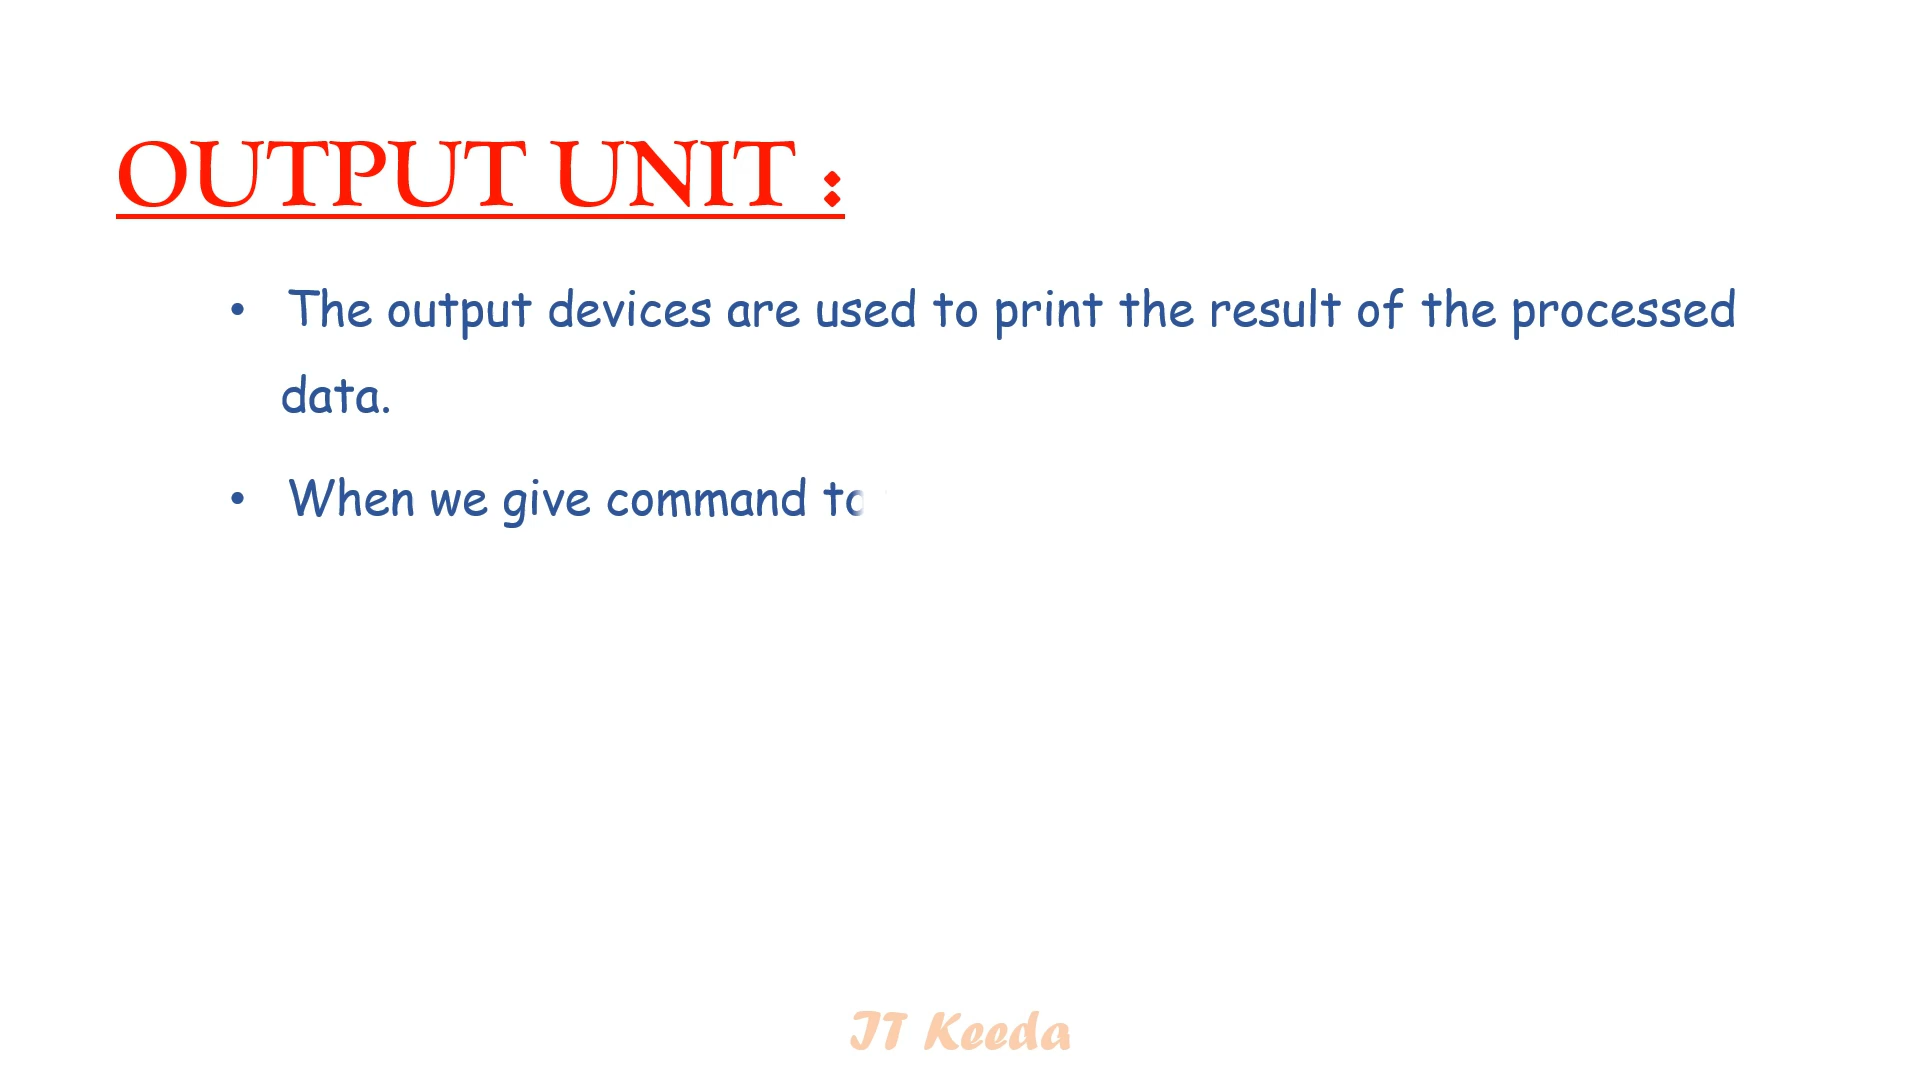 OUTPUT UNIT :
• The output devices are used to print the result of the processed
data.
• When we give command to
IT Keeda